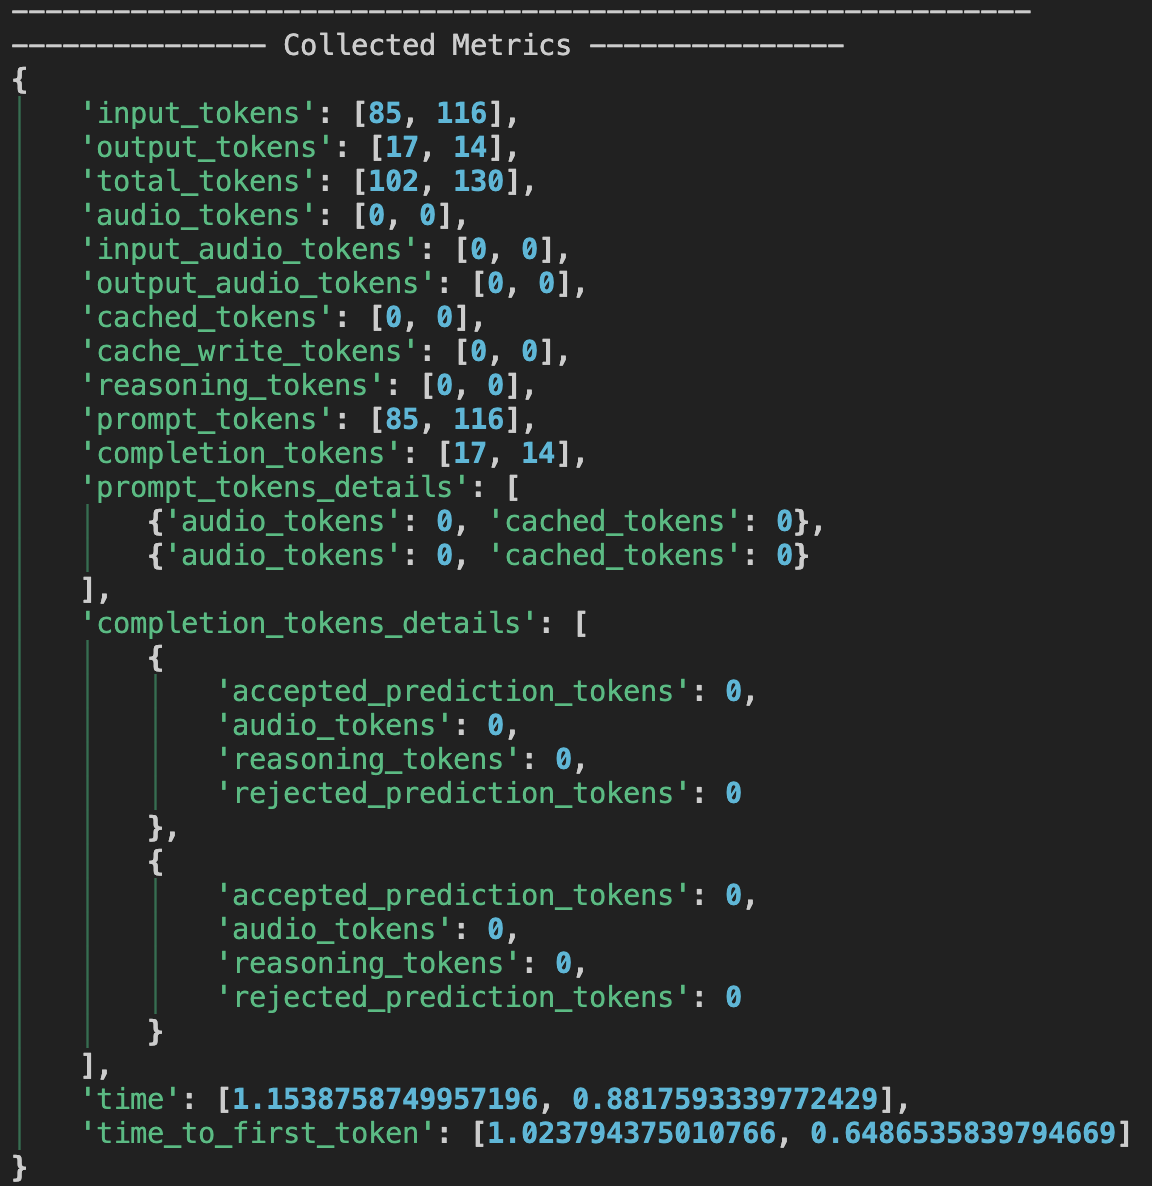 --------------- Collected Metrics ---------------
{
    'input_tokens': [85, 116],
    'output_tokens': [17, 14],
    'total_tokens': [102, 130],
    'audio_tokens': [0, 0],
    'input_audio_tokens': [0, 0],
    'output_audio_tokens': [0, 0],
    'cached_tokens': [0, 0],
    'cache_write_tokens': [0, 0],
    'reasoning_tokens': [0, 0],
    'prompt_tokens': [85, 116],
    'completion_tokens': [17, 14],
    'prompt_tokens_details': [
        {'audio_tokens': 0, 'cached_tokens': 0},
        {'audio_tokens': 0, 'cached_tokens': 0}
    ],
    'completion_tokens_details': [
        {
            'accepted_prediction_tokens': 0,
            'audio_tokens': 0,
            'reasoning_tokens': 0,
            'rejected_prediction_tokens': 0
        },
        {
            'accepted_prediction_tokens': 0,
            'audio_tokens': 0,
            'reasoning_tokens': 0,
            'rejected_prediction_tokens': 0
        }
    ],
    'time': [1.1538758749957196, 0.8817593339772429],
    'time_to_first_token': [1.023794375010766, 0.6486535839794669]
}